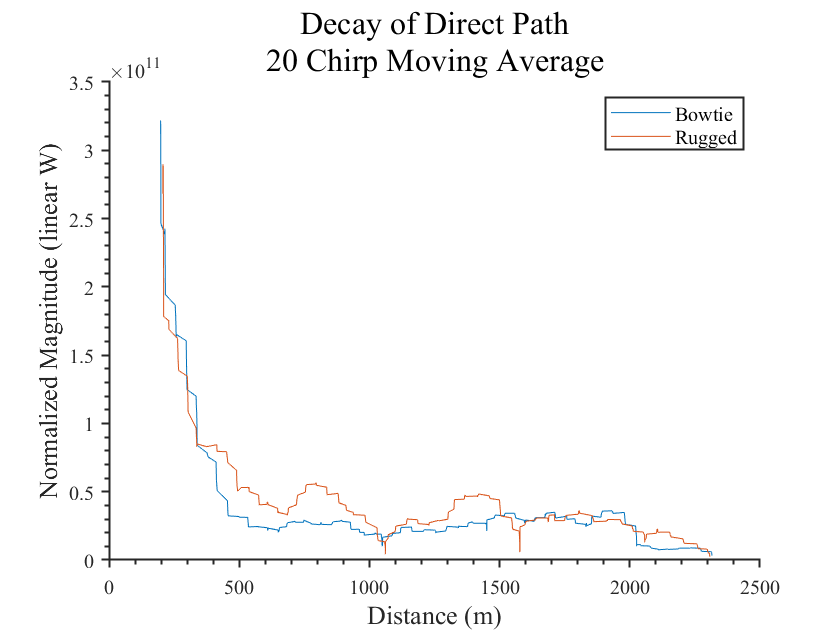 Decay of Direct Path
20 Chirp Moving Average
×10^11
Bowtie
Rugged
3.5
3
2.5
2
1.5
1
0.5
0
Normalized Magnitude (linear W)
0 500 1000 1500 2000 2500
Distance (m)